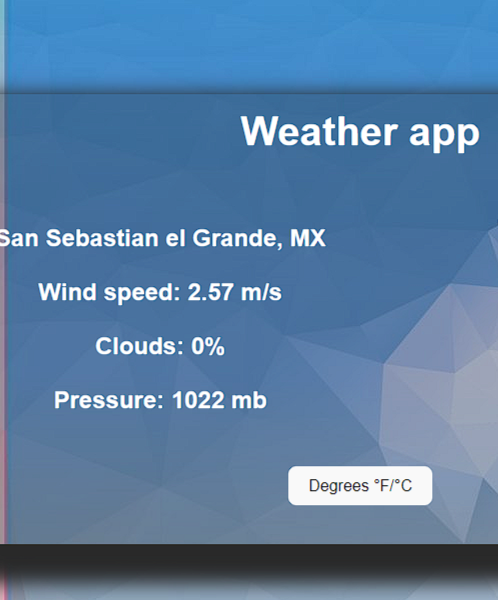 Weather app
San Sebastian el Grande, MX
Wind speed: 2.57 m/s
Clouds: 0%
Pressure: 1022 mb
Degrees °F/°C